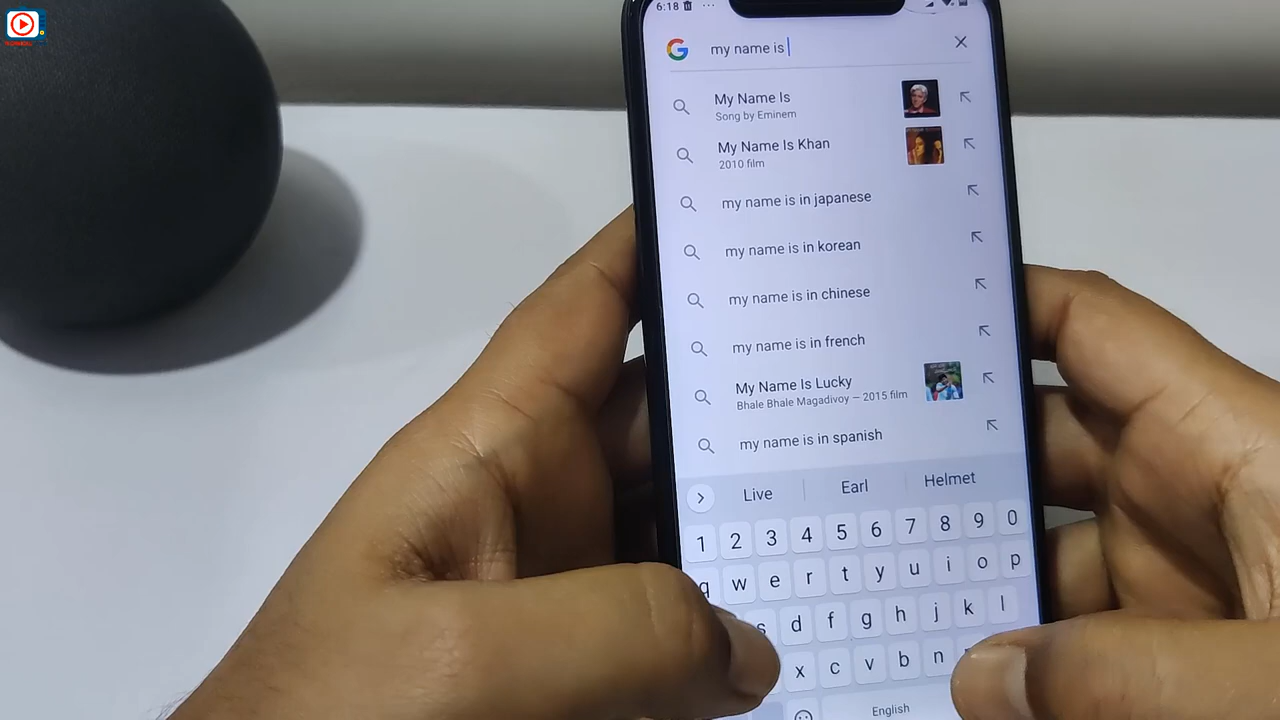 6:18
my name is
My Name Is
Song by Eminem
My Name Is Khan
2010 film
my name is in japanese
my name is in korean
my name is in chinese
my name is in french
My Name Is Lucky
Bhale Bhale Magadivoy – 2015 film
my name is in spanish
Live Earl Helmet
1 2 3 4 5 6 7 8 9 0
q w e r t y u i o p
s d f g h j k l
x c v b n
English